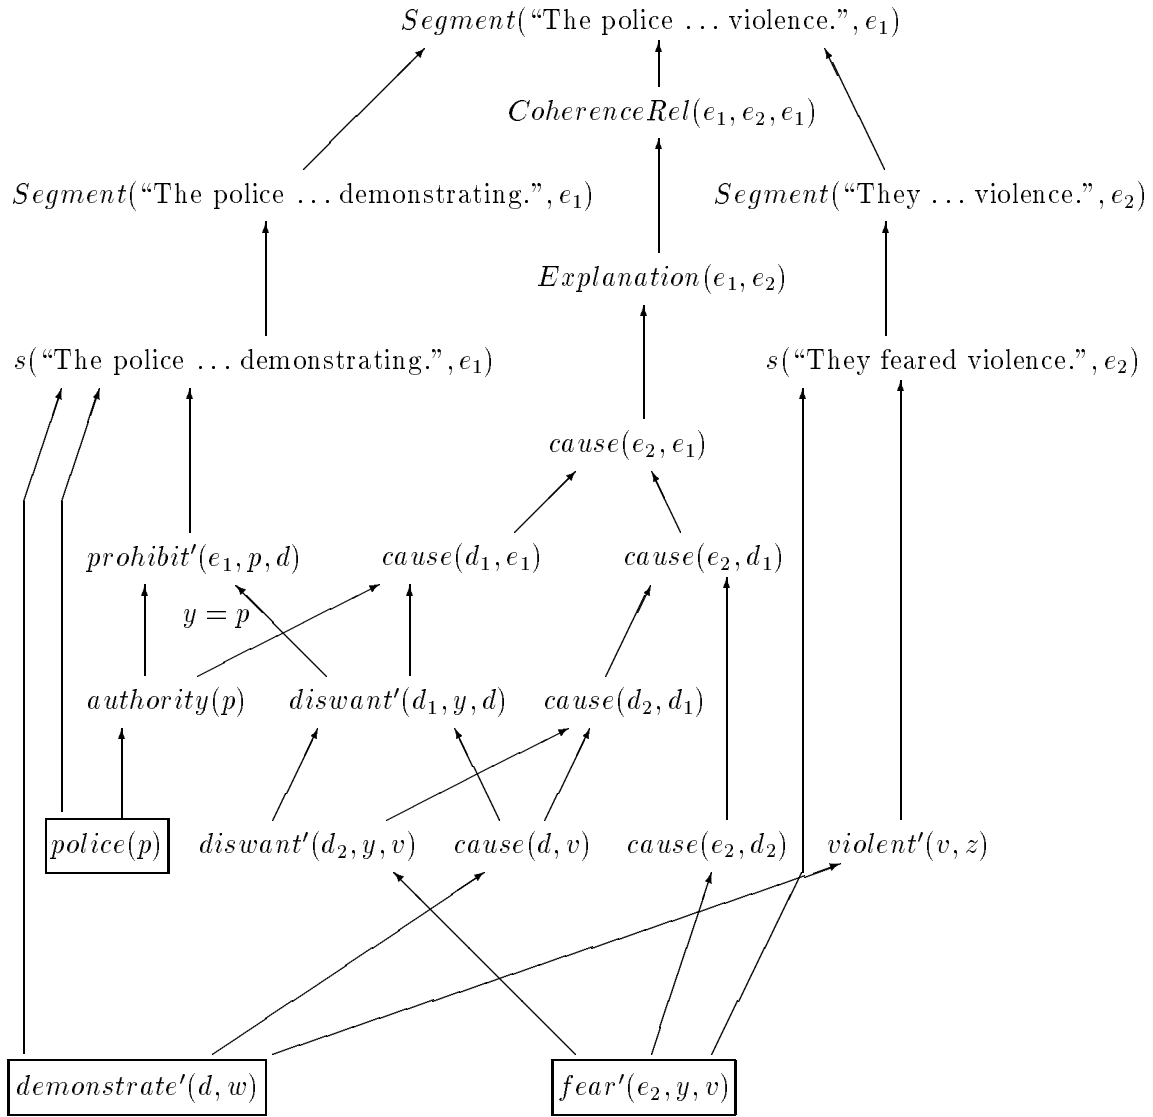 Segment(“The police … violence.”, e₁)
CoherenceRel(e₁, e₂, e₁)
Segment(“The police … demonstrating.”, e₁)
Segment(“They … violence.”, e₂)
Explanation(e₁, e₂)
s(“The police … demonstrating.”, e₁)
s(“They feared violence.”, e₂)
cause(e₂, e₁)
prohibit′(e₁, p, d)
cause(d₁, e₁)
cause(e₂, d₁)
y = p
authority(p)
diswant′(d₁, y, d)
cause(d₂, d₁)
police(p)
diswant′(d₂, y, v)
cause(d, v)
cause(e₂, d₂)
violent′(v, z)
demonstrate′(d, w)
fear′(e₂, y, v)